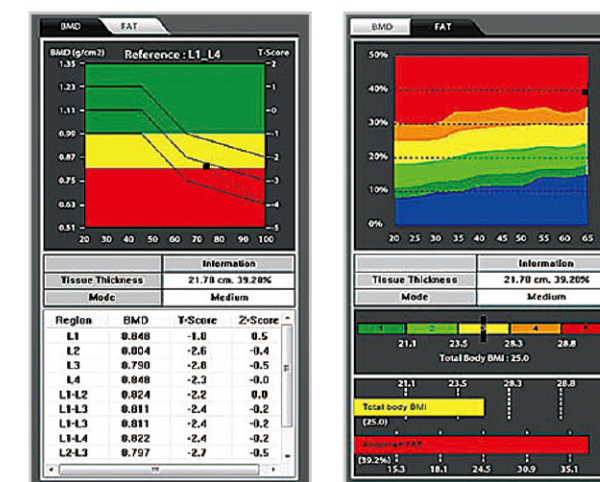 BMD FAT
BMD (g/cm2) Reference : L1_L4 T-Score
1.35 2
1.23 1
1.11 0
0.99 -1
0.87 -2
0.75 -3
0.63 -4
0.51 -5
20 30 40 50 60 70 80 90 100
Information
Tissue Thickness 21.78 cm, 39.20%
Mode Medium
Region BMD T-Score Z-Score
L1 0.848 -1.8 0.5
L2 0.804 -2.6 -0.4
L3 0.790 -2.8 -0.5
L4 0.848 -2.3 -0.0
L1-L2 0.824 -2.2 0.0
L1-L3 0.811 -2.4 -0.2
L1-L3 0.811 -2.4 -0.2
L1-L4 0.822 -2.4 -0.2
L2-L3 0.797 -2.7 -0.5
BMD FAT
50%
40%
30%
20%
10%
0%
20 25 30 35 40 45 50 55 60 65
Information
Tissue Thickness 21.78 cm, 39.20%
Mode Medium
1 2 4
21.1 23.5 28.3 28.8
Total Body BMI : 25.0
21.1 23.5 28.3 28.8
Total body BMI
(25.0)
Abdomen FAT
(39.2%)
15.3 18.1 24.5 30.9 35.1